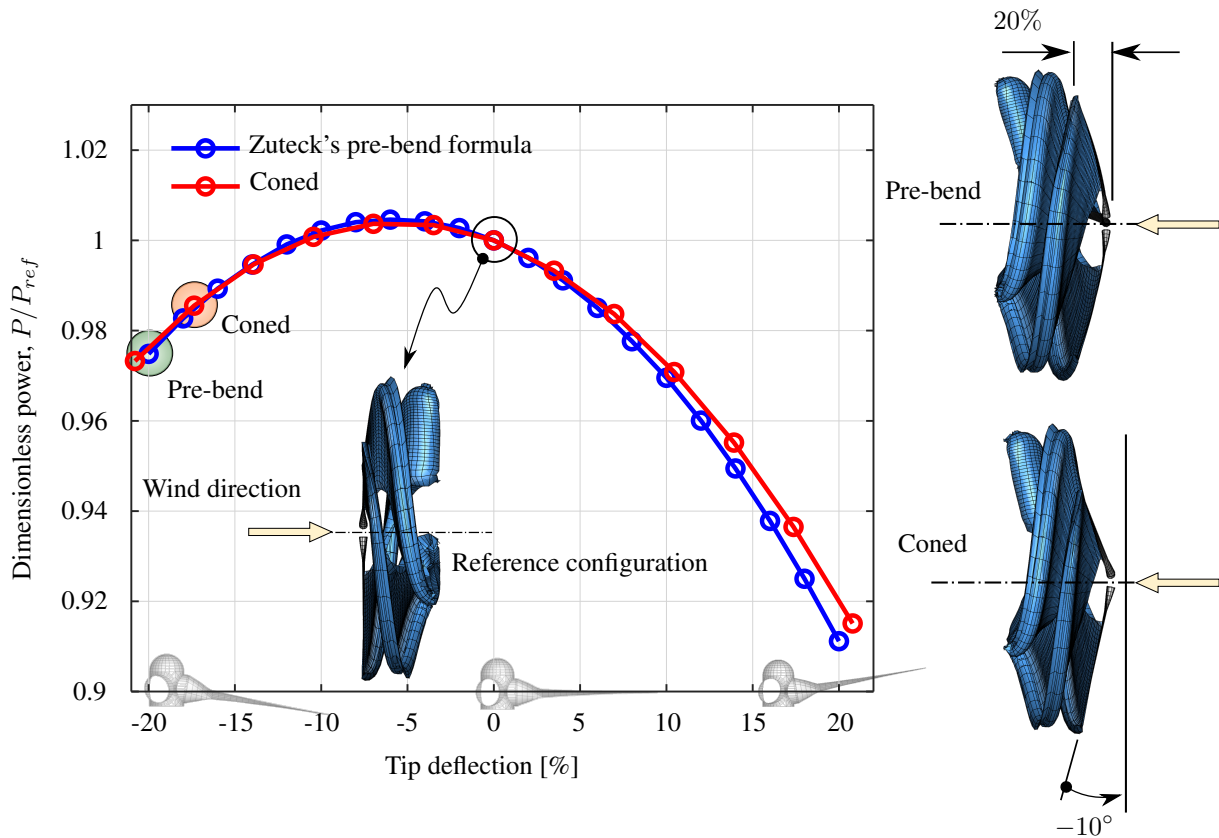 20%
1.02
Zuteck's pre-bend formula
Coned
Pre-bend
1
Dimensionless power, P/P_ref
0.98
Coned
Pre-bend
0.96
Wind direction
0.94
Coned
Reference configuration
0.92
0.9
-20 -15 -10 -5 0 5 10 15 20
Tip deflection [%]
−10°